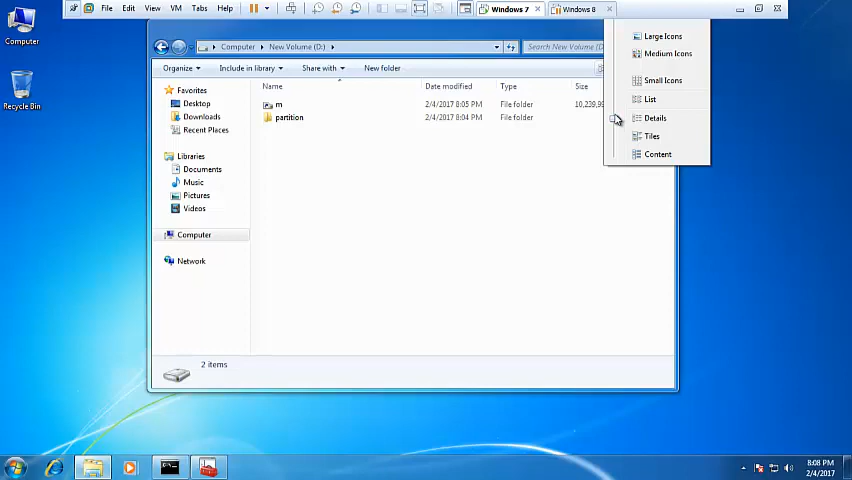 File Edit View VM Tabs Help
Windows 7
Windows 8
Computer
Recycle Bin
Computer New Volume (D:)
Search New Volume (D:)
Organize Include in library Share with New folder
Large Icons
Medium Icons
Small Icons
List
Details
Tiles
Content
Favorites
Desktop
Downloads
Recent Places
Libraries
Documents
Music
Pictures
Videos
Computer
Network
Name Date modified Type Size
m 2/4/2017 8:05 PM File folder
partition 2/4/2017 8:04 PM File folder
2 items
8:08 PM
2/4/2017